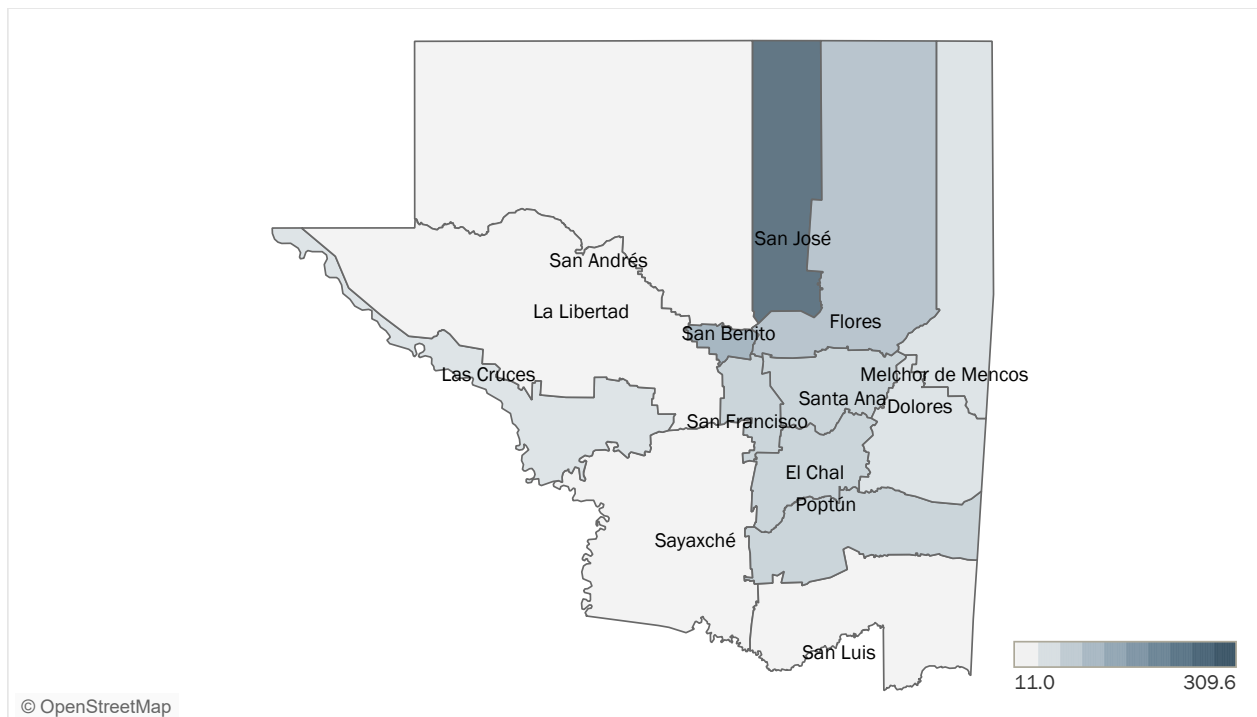 San José
San Andrés
La Libertad
Flores
San Benito
Las Cruces
Melchor de Mencos
Santa Ana
Dolores
San Francisco
El Chal
Poptún
Sayaxché
San Luis
11.0
309.6
© OpenStreetMap